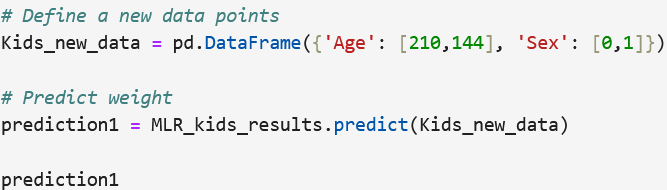 # Define a new data points
Kids_new_data = pd.DataFrame({'Age': [210,144], 'Sex': [0,1]})
# Predict weight
prediction1 = MLR_kids_results.predict(Kids_new_data)
prediction1